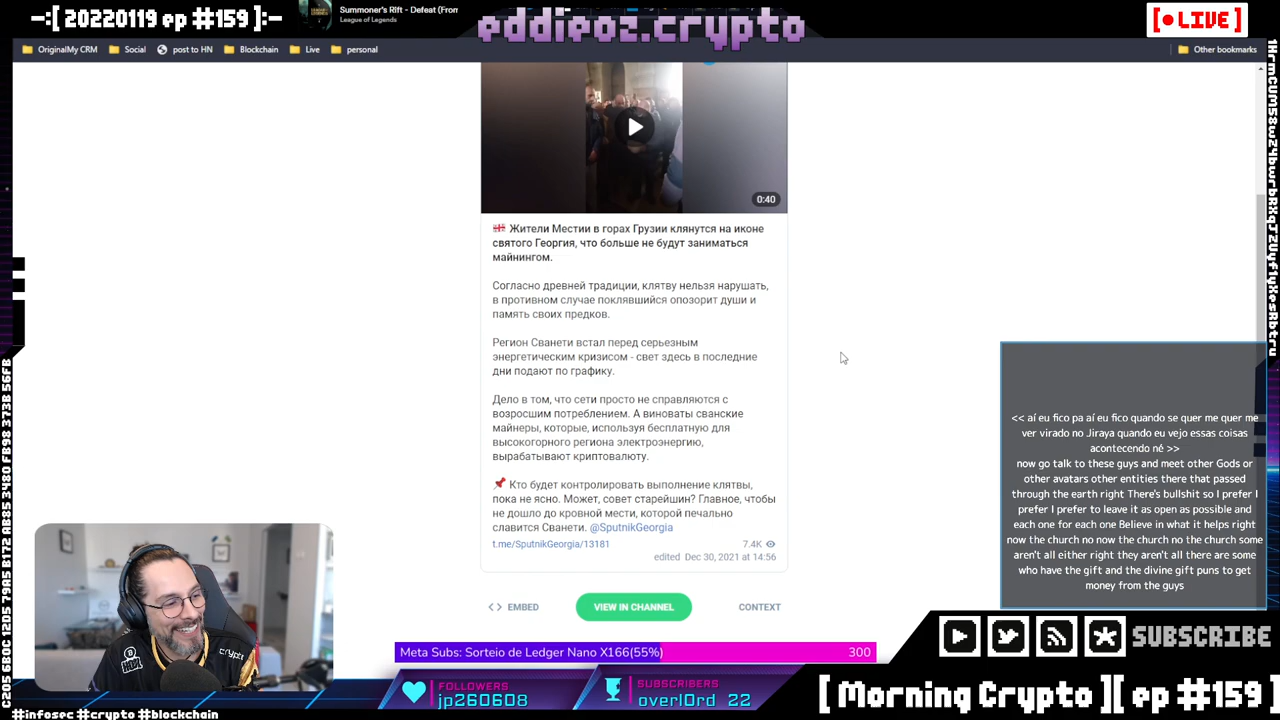 -:[ 20220119 ep #159 ]:-
Summoner's Rift - Defeat (From
League of Legends
eddieoz.crypto
[● LIVE ]
OriginalMy CRM
Social
post to HN
Blockchain
Live
personal
Other bookmarks
0:40
Жители Местии в горах Грузии клянутся на иконе
святого Георгия, что больше не будут заниматься
майнингом.
Согласно древней традиции, клятву нельзя нарушать,
в противном случае поклявшийся опозорит души и
память своих предков.
Регион Сванети встал перед серьезным
энергетическим кризисом - свет здесь в последние
дни подают по графику.
Дело в том, что сети просто не справляются с
возросшим потреблением. А виноваты сванские
майнеры, которые, используя бесплатную для
высокогорного региона электроэнергию,
вырабатывают криптовалюту.
Кто будет контролировать выполнение клятвы,
пока не ясно. Может, совет старейшин? Главное, чтобы
не дошло до кровной мести, которой печально
славится Сванети. @SputnikGeorgia
t.me/SputnikGeorgia/13181
7.4K
edited Dec 30, 2021 at 14:56
EMBED
VIEW IN CHANNEL
CONTEXT
<< aí eu fico pa aí eu fico quando se quer me quer me
ver virado no Jiraya quando eu vejo essas coisas
acontecendo né >>
now go talk to these guys and meet other Gods or
other avatars other entities there that passed
through the earth right There's bullshit so I prefer I
prefer I prefer to leave it as open as possible and
each one for each one Believe in what it helps right
now the church no now the church no the church some
aren't all either right they aren't all there are some
who have the gift and the divine gift puns to get
money from the guys
Meta Subs: Sorteio de Ledger Nano X166(55%)
300
SUBSCRIBE
FOLLOWERS
jp260608
SUBSCRIBERS
overl0rd 22
[ Morning Crypto ][ ep #159 ]
#infosec #crypto #blockchain